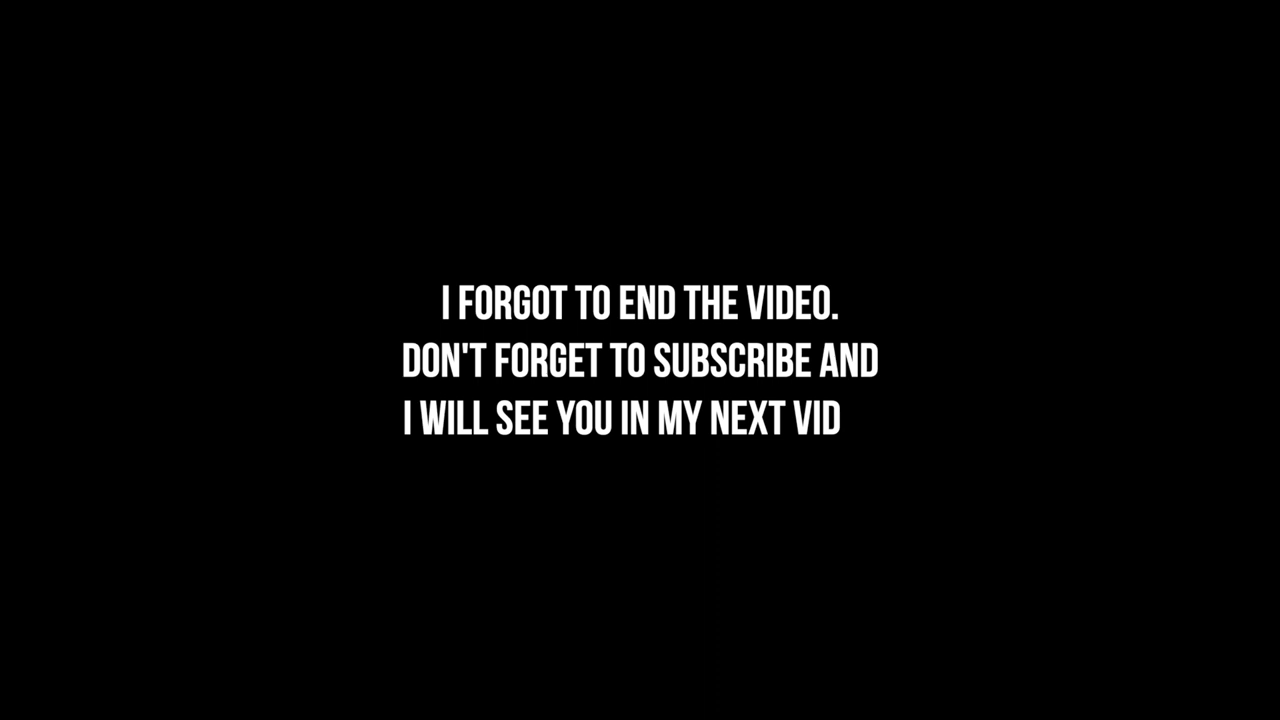 I FORGOT TO END THE VIDEO.
DON'T FORGET TO SUBSCRIBE AND
I WILL SEE YOU IN MY NEXT VID